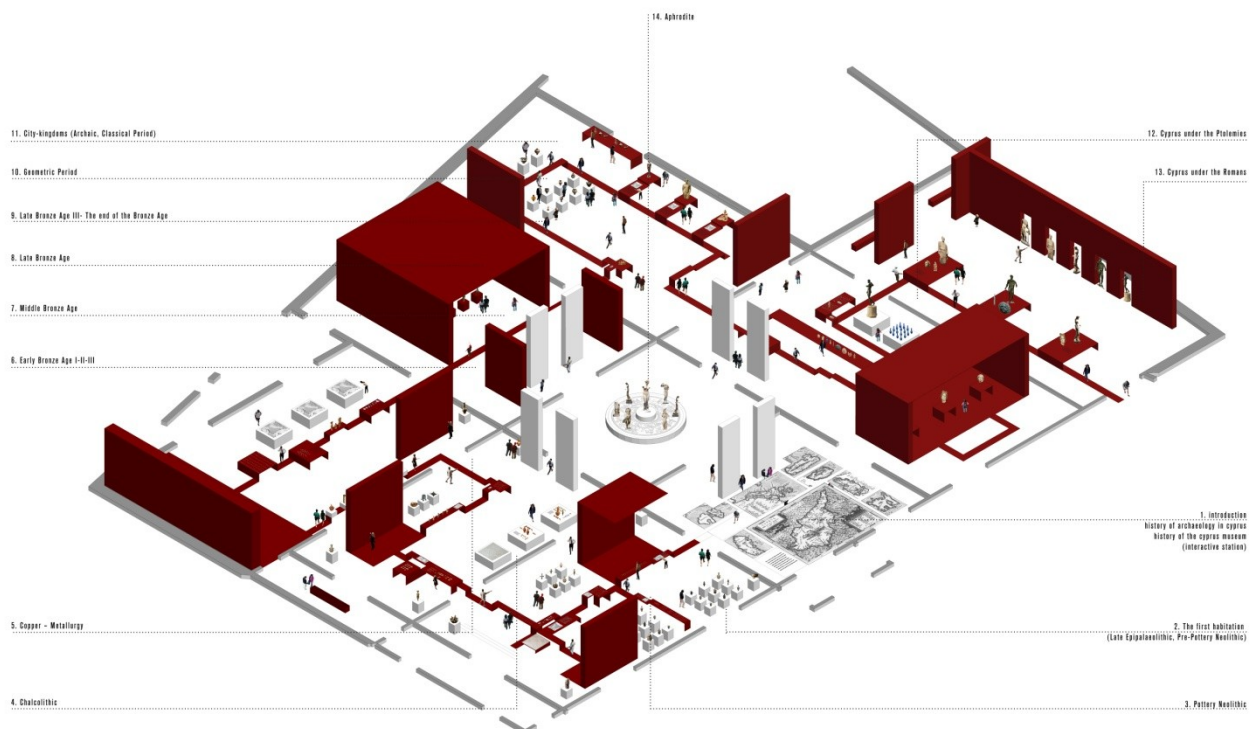 14. Aphrodite
11. City-kingdoms (Archaic, Classical Period)
10. Geometric Period
9. Late Bronze Age III- The end of the Bronze Age
8. Late Bronze Age
7. Middle Bronze Age
6. Early Bronze Age I-II-III
5. Copper - Metallurgy
4. Chalcolithic
12. Cyprus under the Ptolemies
13. Cyprus under the Romans
1. introduction
history of archaeology in cyprus
history of the cyprus museum
(interactive station)
2. The first habitation
(Late Epipalaeolithic, Pre-Pottery Neolithic)
3. Pottery Neolithic